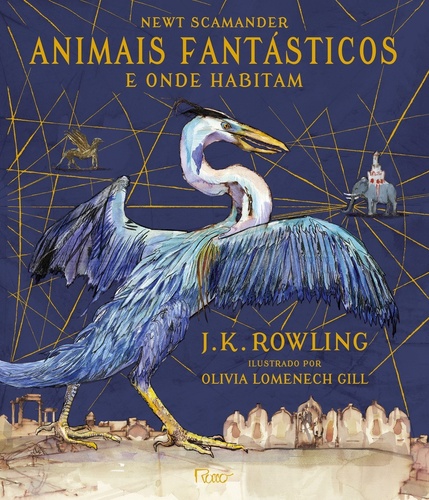 NEWT SCAMANDER
ANIMAIS FANTÁSTICOS
E ONDE HABITAM
J.K. ROWLING
ILUSTRADO POR
OLIVIA LOMENECH GILL
Rocco